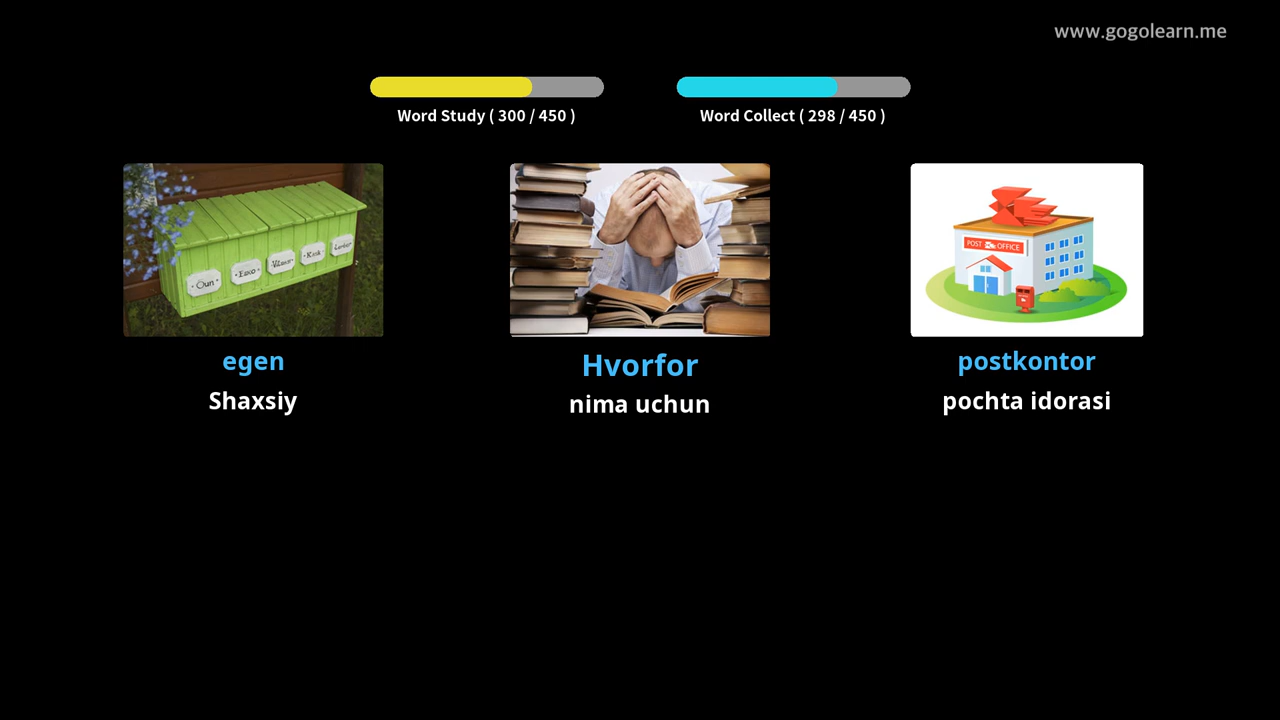 www.gogolearn.me
Word Study ( 300 / 450 )
Word Collect ( 298 / 450 )
Oun
POST OFFICE
egen
Hvorfor
postkontor
Shaxsiy
nima uchun
pochta idorasi